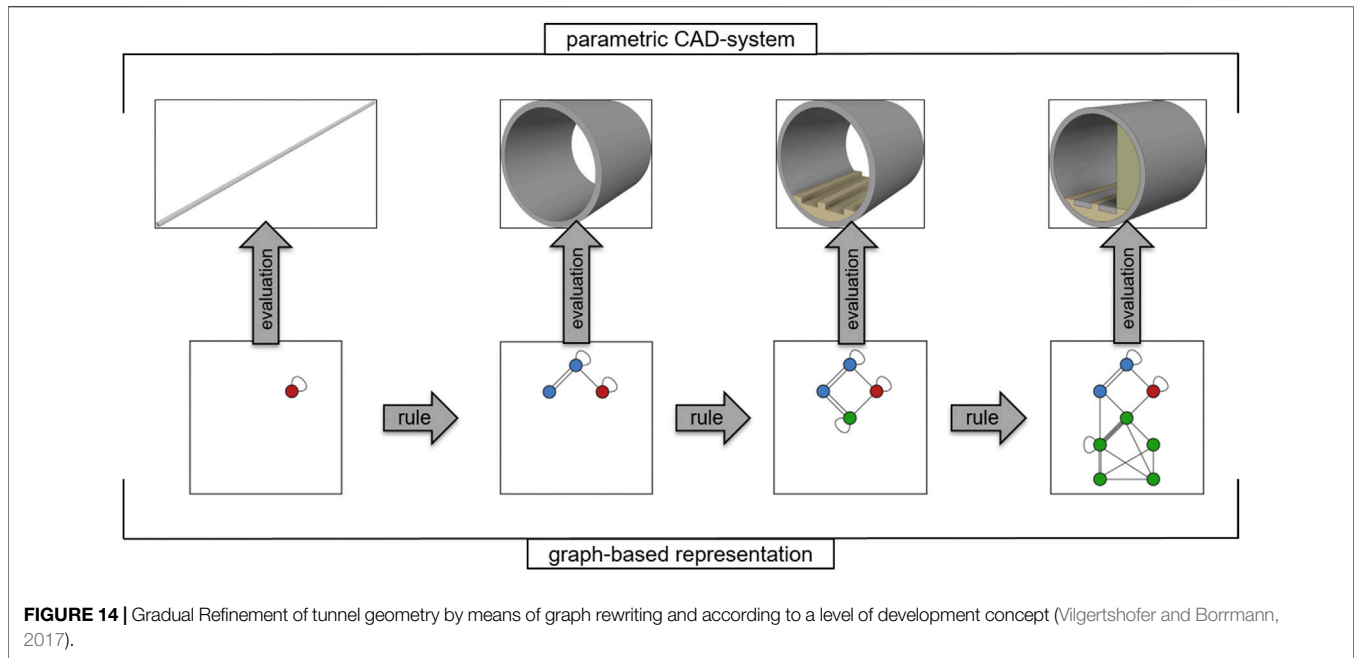 parametric CAD-system
evaluation
evaluation
evaluation
evaluation
rule
rule
rule
graph-based representation
FIGURE 14 | Gradual Refinement of tunnel geometry by means of graph rewriting and according to a level of development concept (Vilgertshofer and Borrmann,
2017).